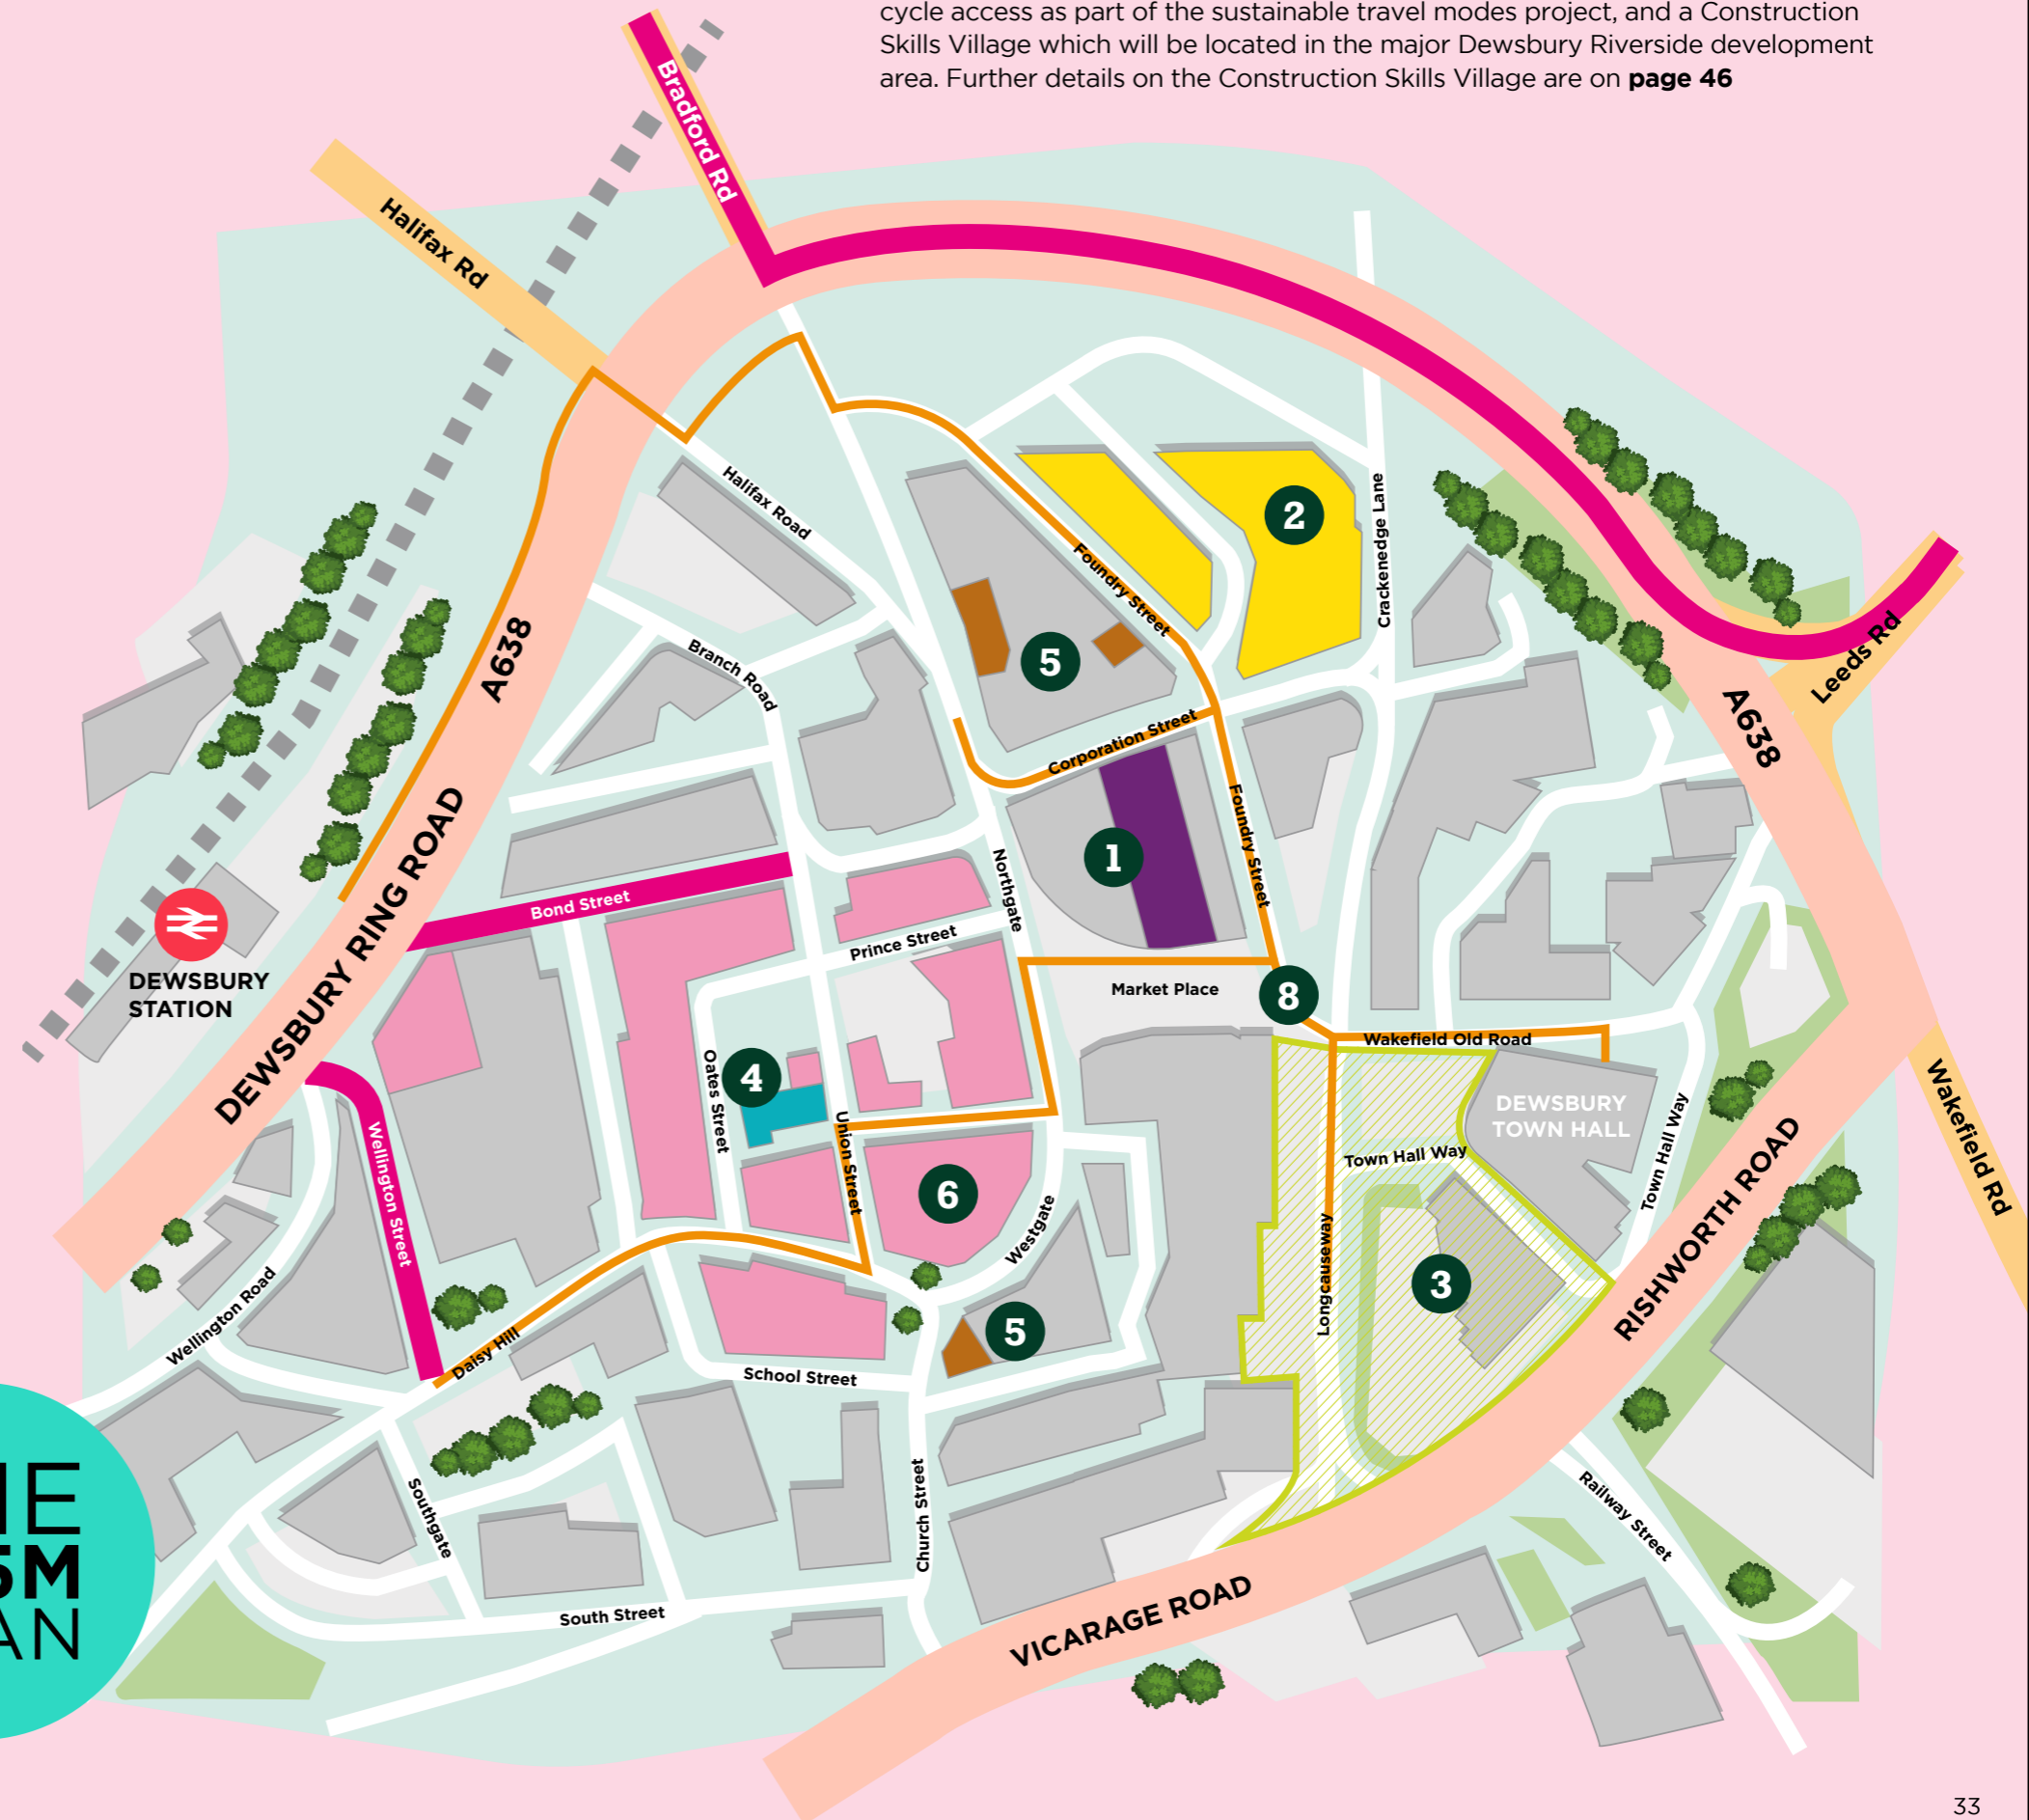 cycle access as part of the sustainable travel modes project, and a Construction
Skills Village which will be located in the major Dewsbury Riverside development
area. Further details on the Construction Skills Village are on page 46
Bradford Rd
Halifax Rd
Halifax Road
2
Crackenedge Lane
Foundry Street
5
A638
Branch Road
Leeds Rd
A638
Corporation Street
Foundry Street
1
Northgate
DEWSBURY RING ROAD
Bond Street
Prince Street
DEWSBURY
STATION
Market Place
8
Wakefield Old Road
4
Oates Street
Union Street
DEWSBURY
TOWN HALL
Town Hall Way
Town Hall Way
Wakefield Rd
Wellington Street
6
Westgate
Longcauseway
3
RISHWORTH ROAD
Wellington Road
Daisy Hill
5
School Street
Southgate
Church Street
Railway Street
South Street
VICARAGE ROAD
5M
33